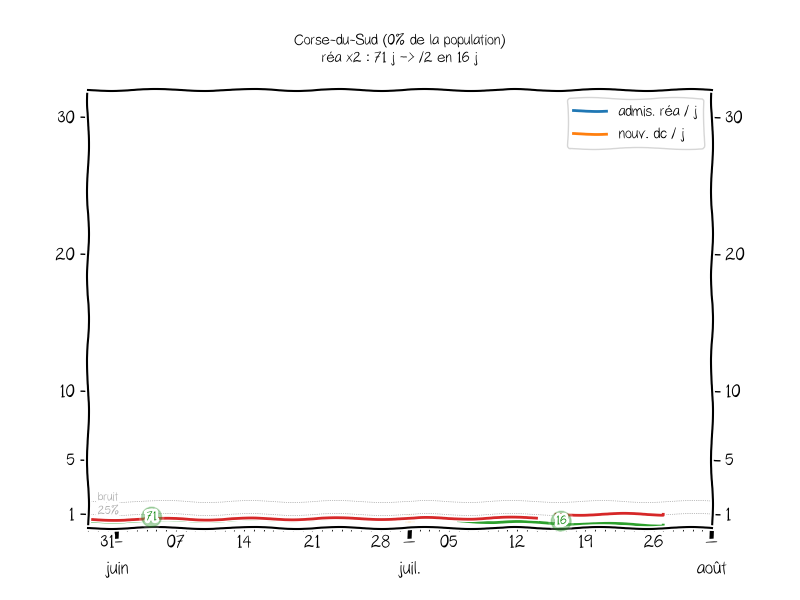 Corse-du-Sud (0% de la population)
réa x2 : 71 j -> /2 en 16 j
admis. réa / j
nouv. dc / j
30
30
20
20
10
10
5
5
bruit
25%
1
1
71
16
31
07
14
21
28
05
12
19
26
juin
juil.
août